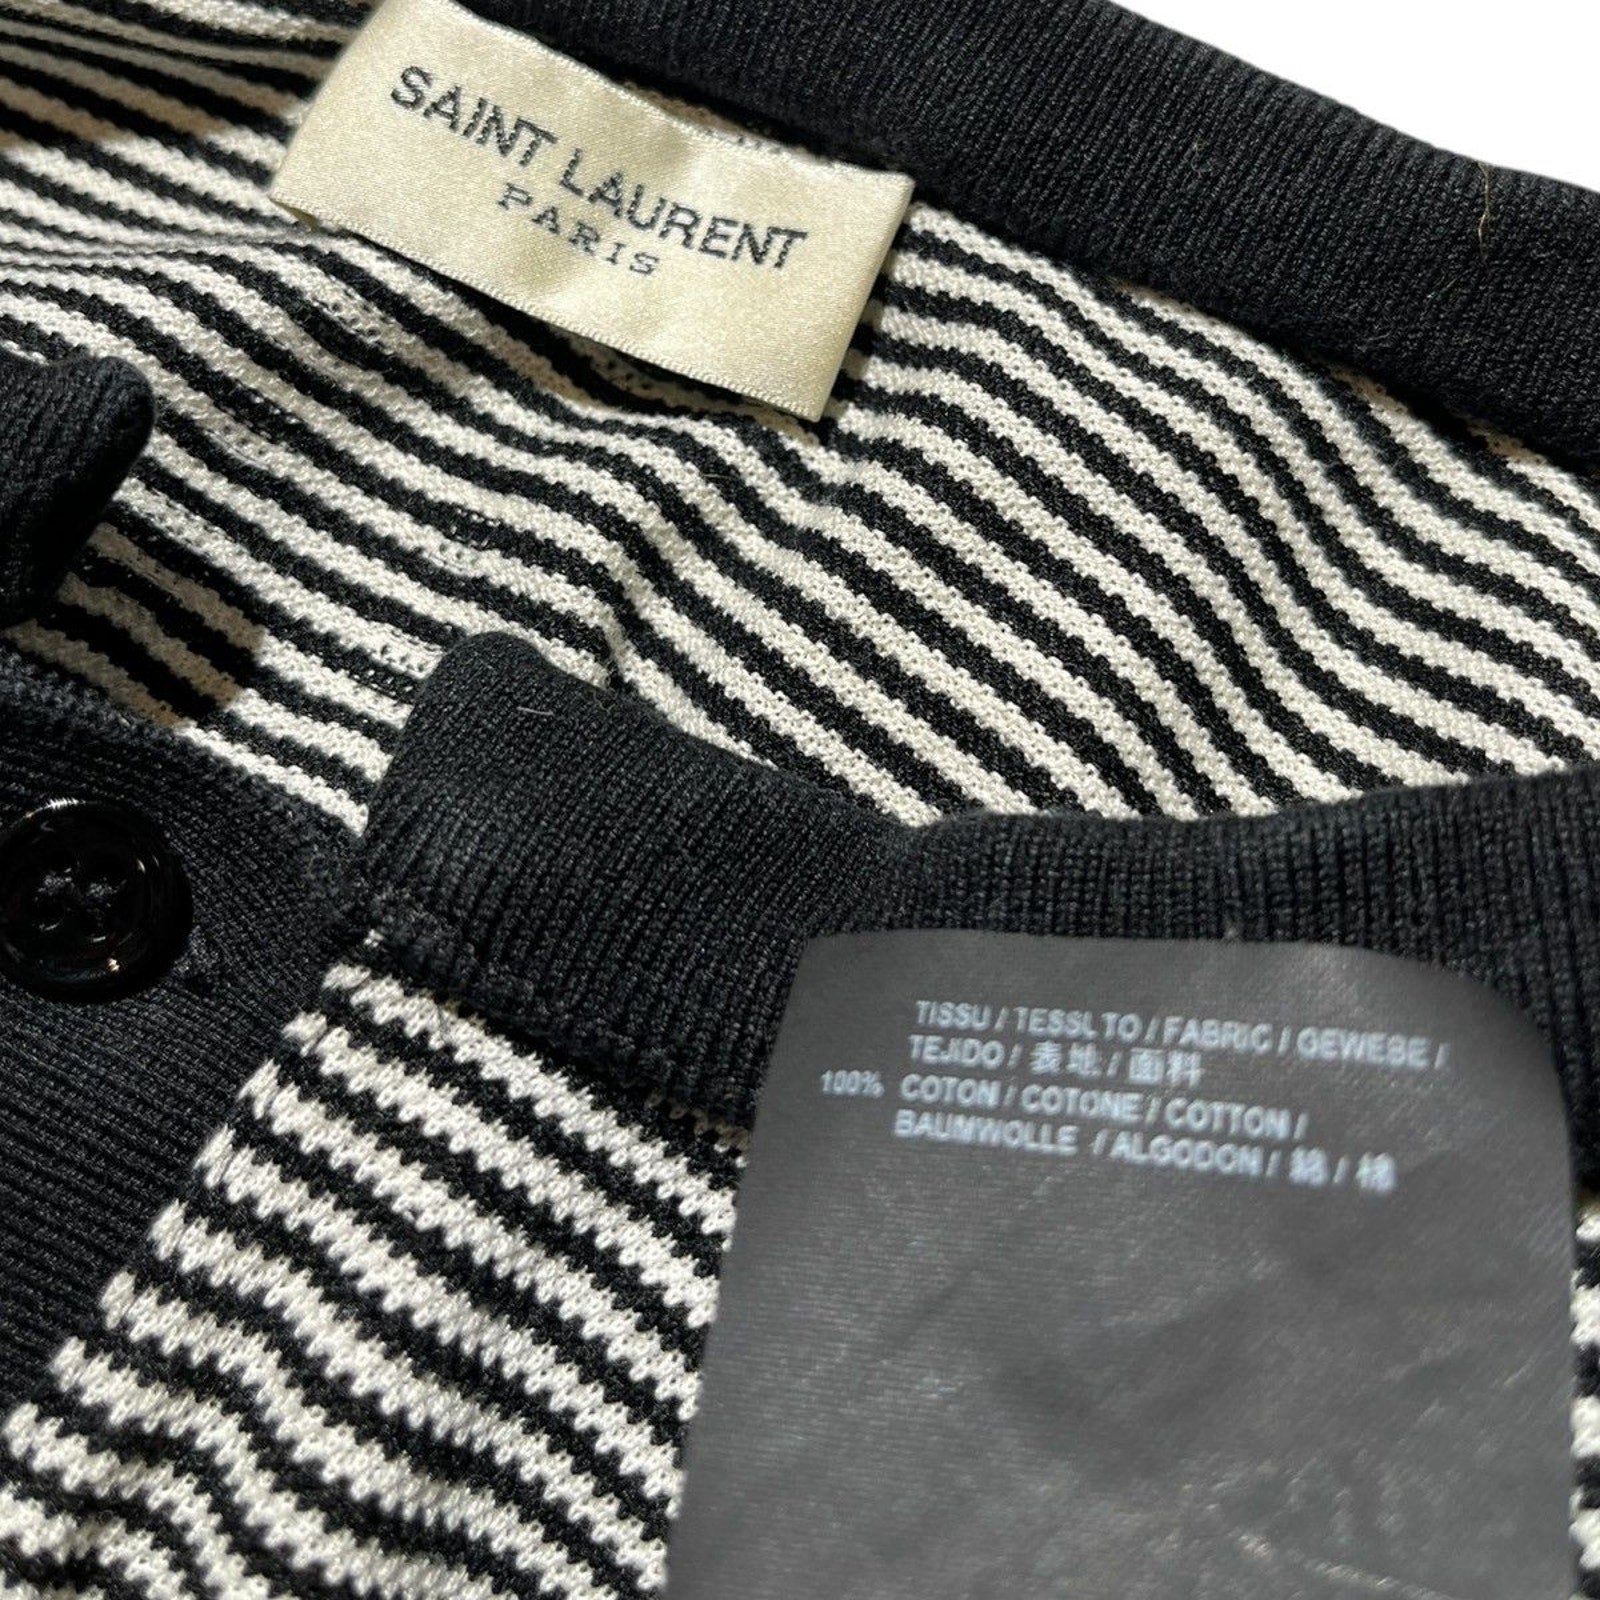 SAINT LAURENT
PARIS
TISSU / TESSUTO / FABRIC / GEWEBE /
TEJIDO / 表地 / 面料
100% COTON / COTONE / COTTON /
BAUMWOLLE / ALGODON / 綿 / 棉